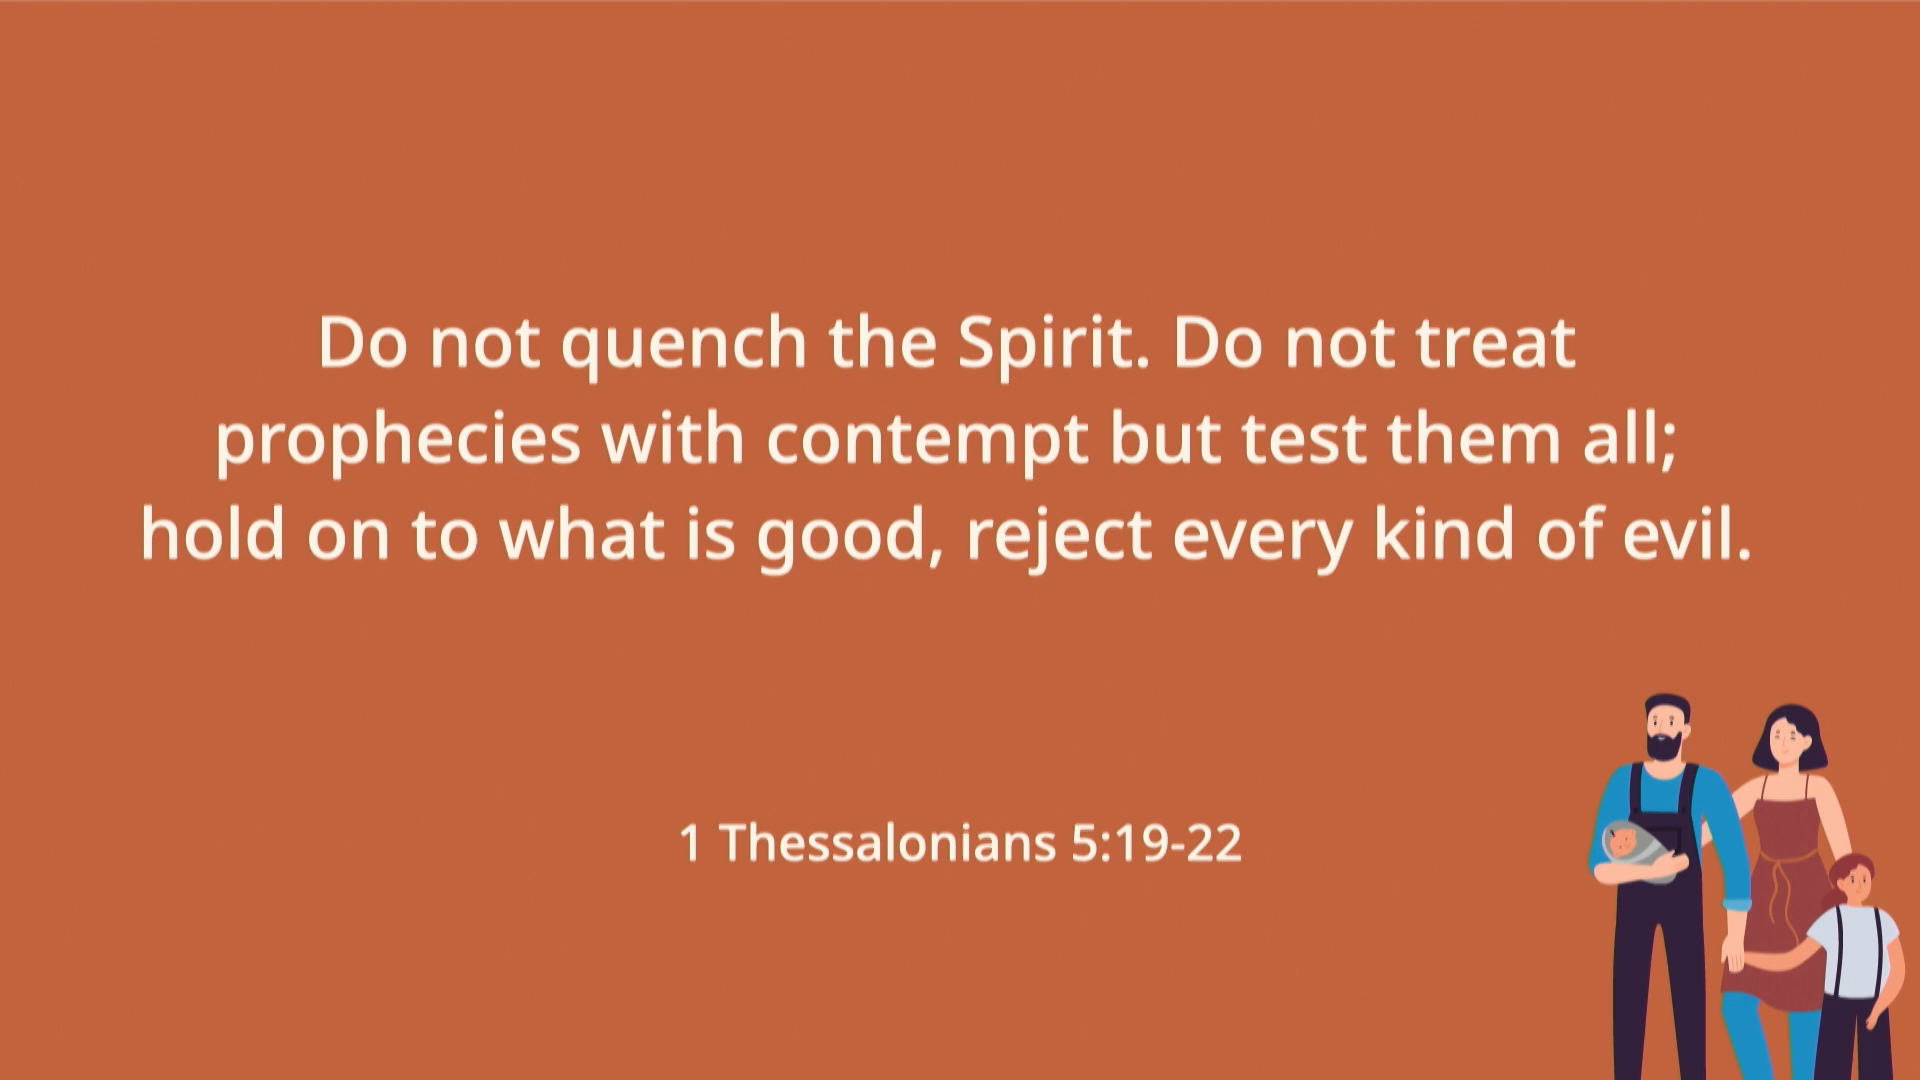 Do not quench the Spirit. Do not treat
prophecies with contempt but test them all;
hold on to what is good, reject every kind of evil.
1 Thessalonians 5:19-22